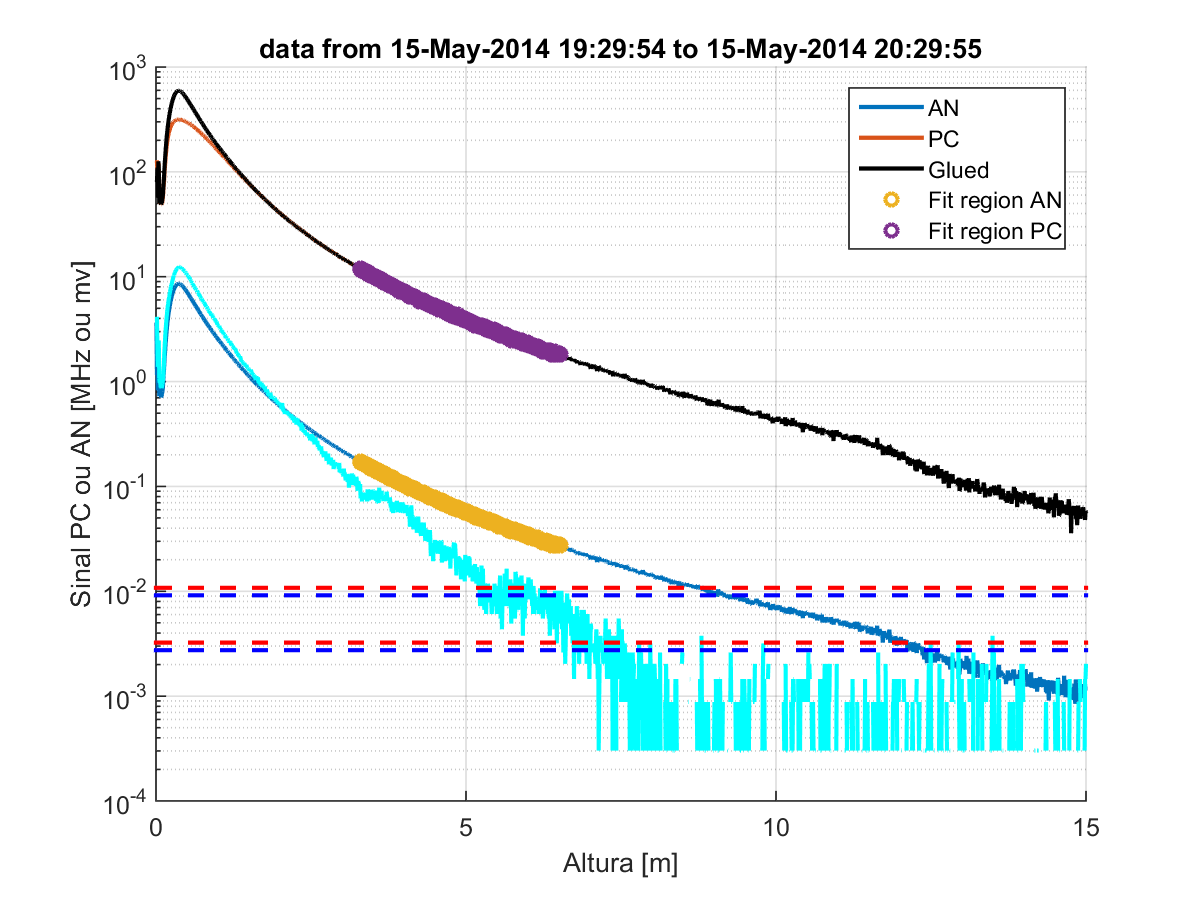 data from 15-May-2014 19:29:54 to 15-May-2014 20:29:55
AN
PC
Glued
Fit region AN
Fit region PC
Sinal PC ou AN [MHz ou mv]
10^3
10^2
10^1
10^0
10^-1
10^-2
10^-3
10^-4
0 5 10 15
Altura [m]